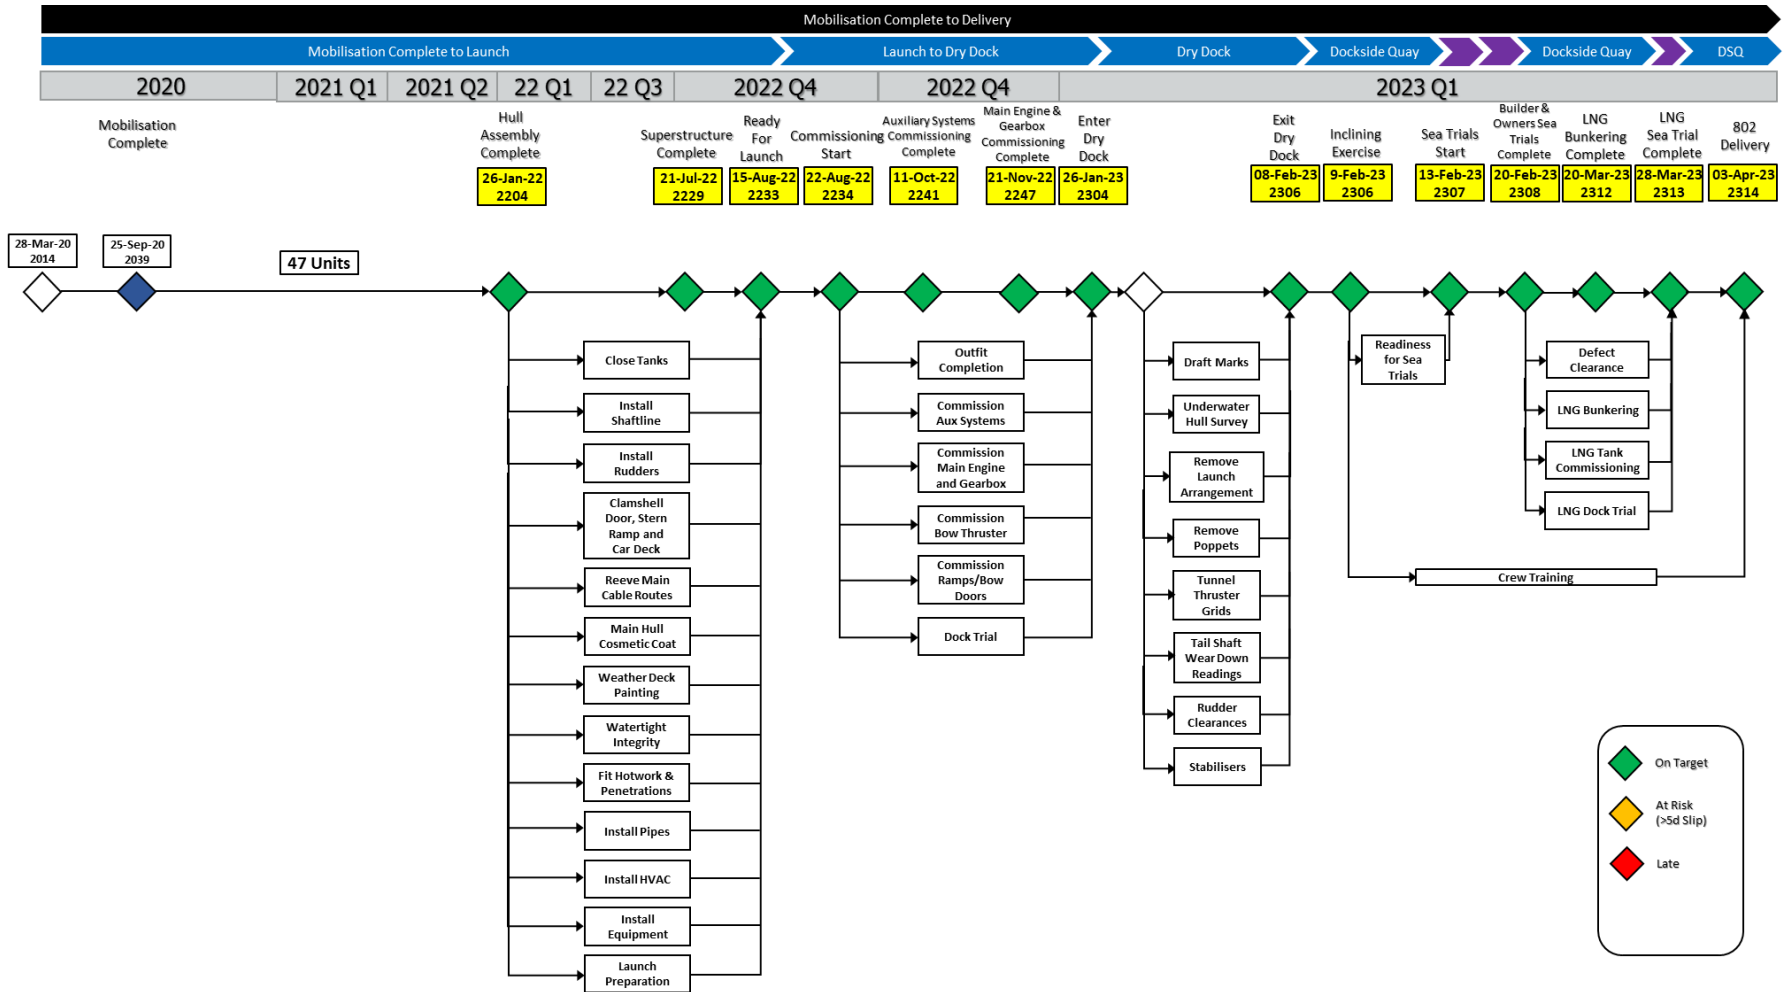 Mobilisation Complete to Delivery
Mobilisation Complete to Launch
Launch to Dry Dock
Dry Dock
Dockside Quay
Dockside Quay
DSQ
2020
2021 Q1
2021 Q2
22 Q1
22 Q3
2022 Q4
2022 Q4
2023 Q1
Mobilisation
Complete
Hull
Assembly
Complete
26-Jan-22
2204
Superstructure
Complete
21-Jul-22
2229
Ready
For
Launch
15-Aug-22
2233
Commissioning
Start
22-Aug-22
2234
Auxiliary Systems
Commissioning
Complete
11-Oct-22
2241
Main Engine &
Gearbox
Commissioning
Complete
21-Nov-22
2247
Enter
Dry
Dock
26-Jan-23
2304
Exit
Dry
Dock
08-Feb-23
2306
Inclining
Exercise
9-Feb-23
2306
Sea Trials
Start
13-Feb-23
2307
Builder &
Owners Sea
Trials
Complete
20-Feb-23
2308
LNG
Bunkering
Complete
20-Mar-23
2312
LNG
Sea Trial
Complete
28-Mar-23
2313
802
Delivery
03-Apr-23
2314
28-Mar-20
2014
25-Sep-20
2039
47 Units
Close Tanks
Install
Shaftline
Install
Rudders
Clamshell
Door, Stern
Ramp and
Car Deck
Reeve Main
Cable Routes
Main Hull
Cosmetic Coat
Weather Deck
Painting
Watertight
Integrity
Fit Hotwork &
Penetrations
Install Pipes
Install HVAC
Install
Equipment
Launch
Preparation
Outfit
Completion
Commission
Aux Systems
Commission
Main Engine
and Gearbox
Commission
Bow Thruster
Commission
Ramps/Bow
Doors
Dock Trial
Draft Marks
Underwater
Hull Survey
Remove
Launch
Arrangement
Remove
Poppets
Tunnel
Thruster
Grids
Tail Shaft
Wear Down
Readings
Rudder
Clearances
Stabilisers
Readiness
for Sea
Trials
Defect
Clearance
LNG Bunkering
LNG Tank
Commissioning
LNG Dock Trial
Crew Training
On Target
At Risk
(>5d Slip)
Late